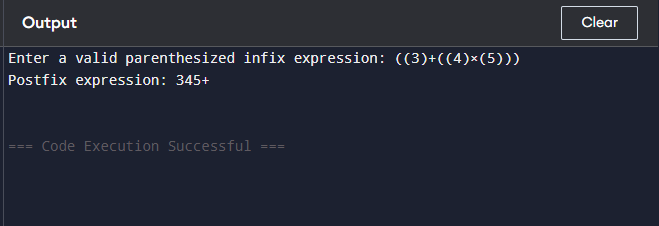 Output
Clear
Enter a valid parenthesized infix expression: ((3)+((4)×(5)))
Postfix expression: 345+
=== Code Execution Successful ===